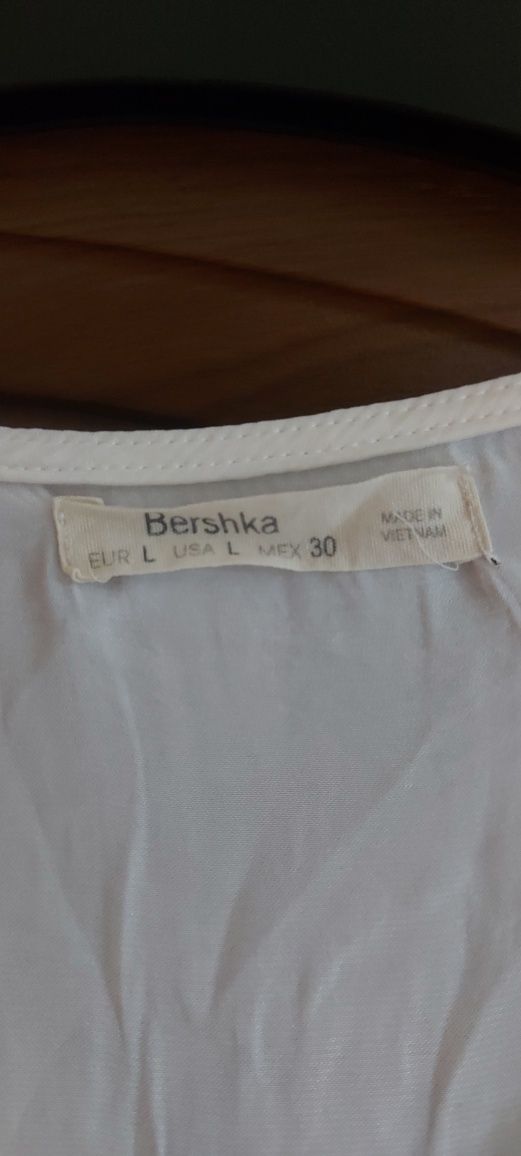 Bershka
EUR L USA L MEX 30
MADE IN
VIETNAM